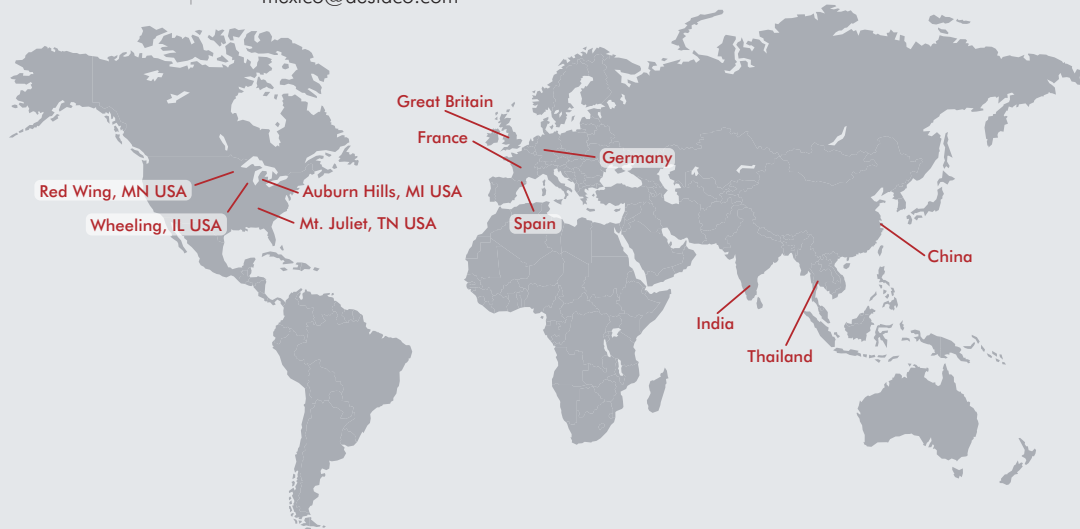 Great Britain
France
Germany
Red Wing, MN USA
Auburn Hills, MI USA
Wheeling, IL USA
Mt. Juliet, TN USA
Spain
China
India
Thailand